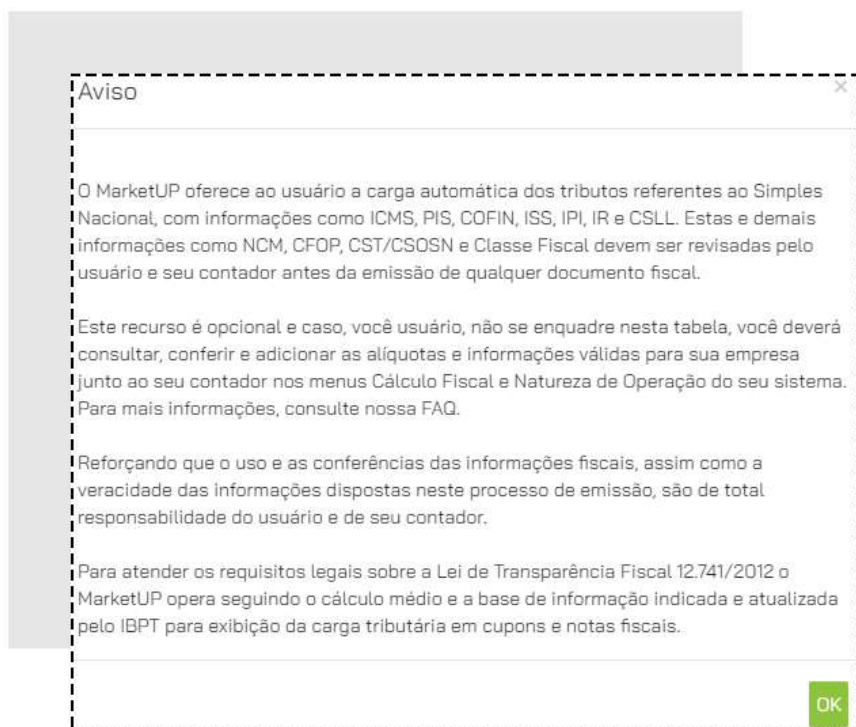 Aviso
×
O MarketUP oferece ao usuário a carga automática dos tributos referentes ao Simples
Nacional, com informações como ICMS, PIS, COFIN, ISS, IPI, IR e CSLL. Estas e demais
informações como NCM, CFOP, CST/CSOSN e Classe Fiscal devem ser revisadas pelo
usuário e seu contador antes da emissão de qualquer documento fiscal.
Este recurso é opcional e caso, você usuário, não se enquadre nesta tabela, você deverá
consultar, conferir e adicionar as alíquotas e informações válidas para sua empresa
junto ao seu contador nos menus Cálculo Fiscal e Natureza de Operação do seu sistema.
Para mais informações, consulte nossa FAQ.
Reforçando que o uso e as conferências das informações fiscais, assim como a
veracidade das informações dispostas neste processo de emissão, são de total
responsabilidade do usuário e de seu contador.
Para atender os requisitos legais sobre a Lei de Transparência Fiscal 12.741/2012 o
MarketUP opera seguindo o cálculo médio e a base de informação indicada e atualizada
pelo IBPT para exibição da carga tributária em cupons e notas fiscais.
OK